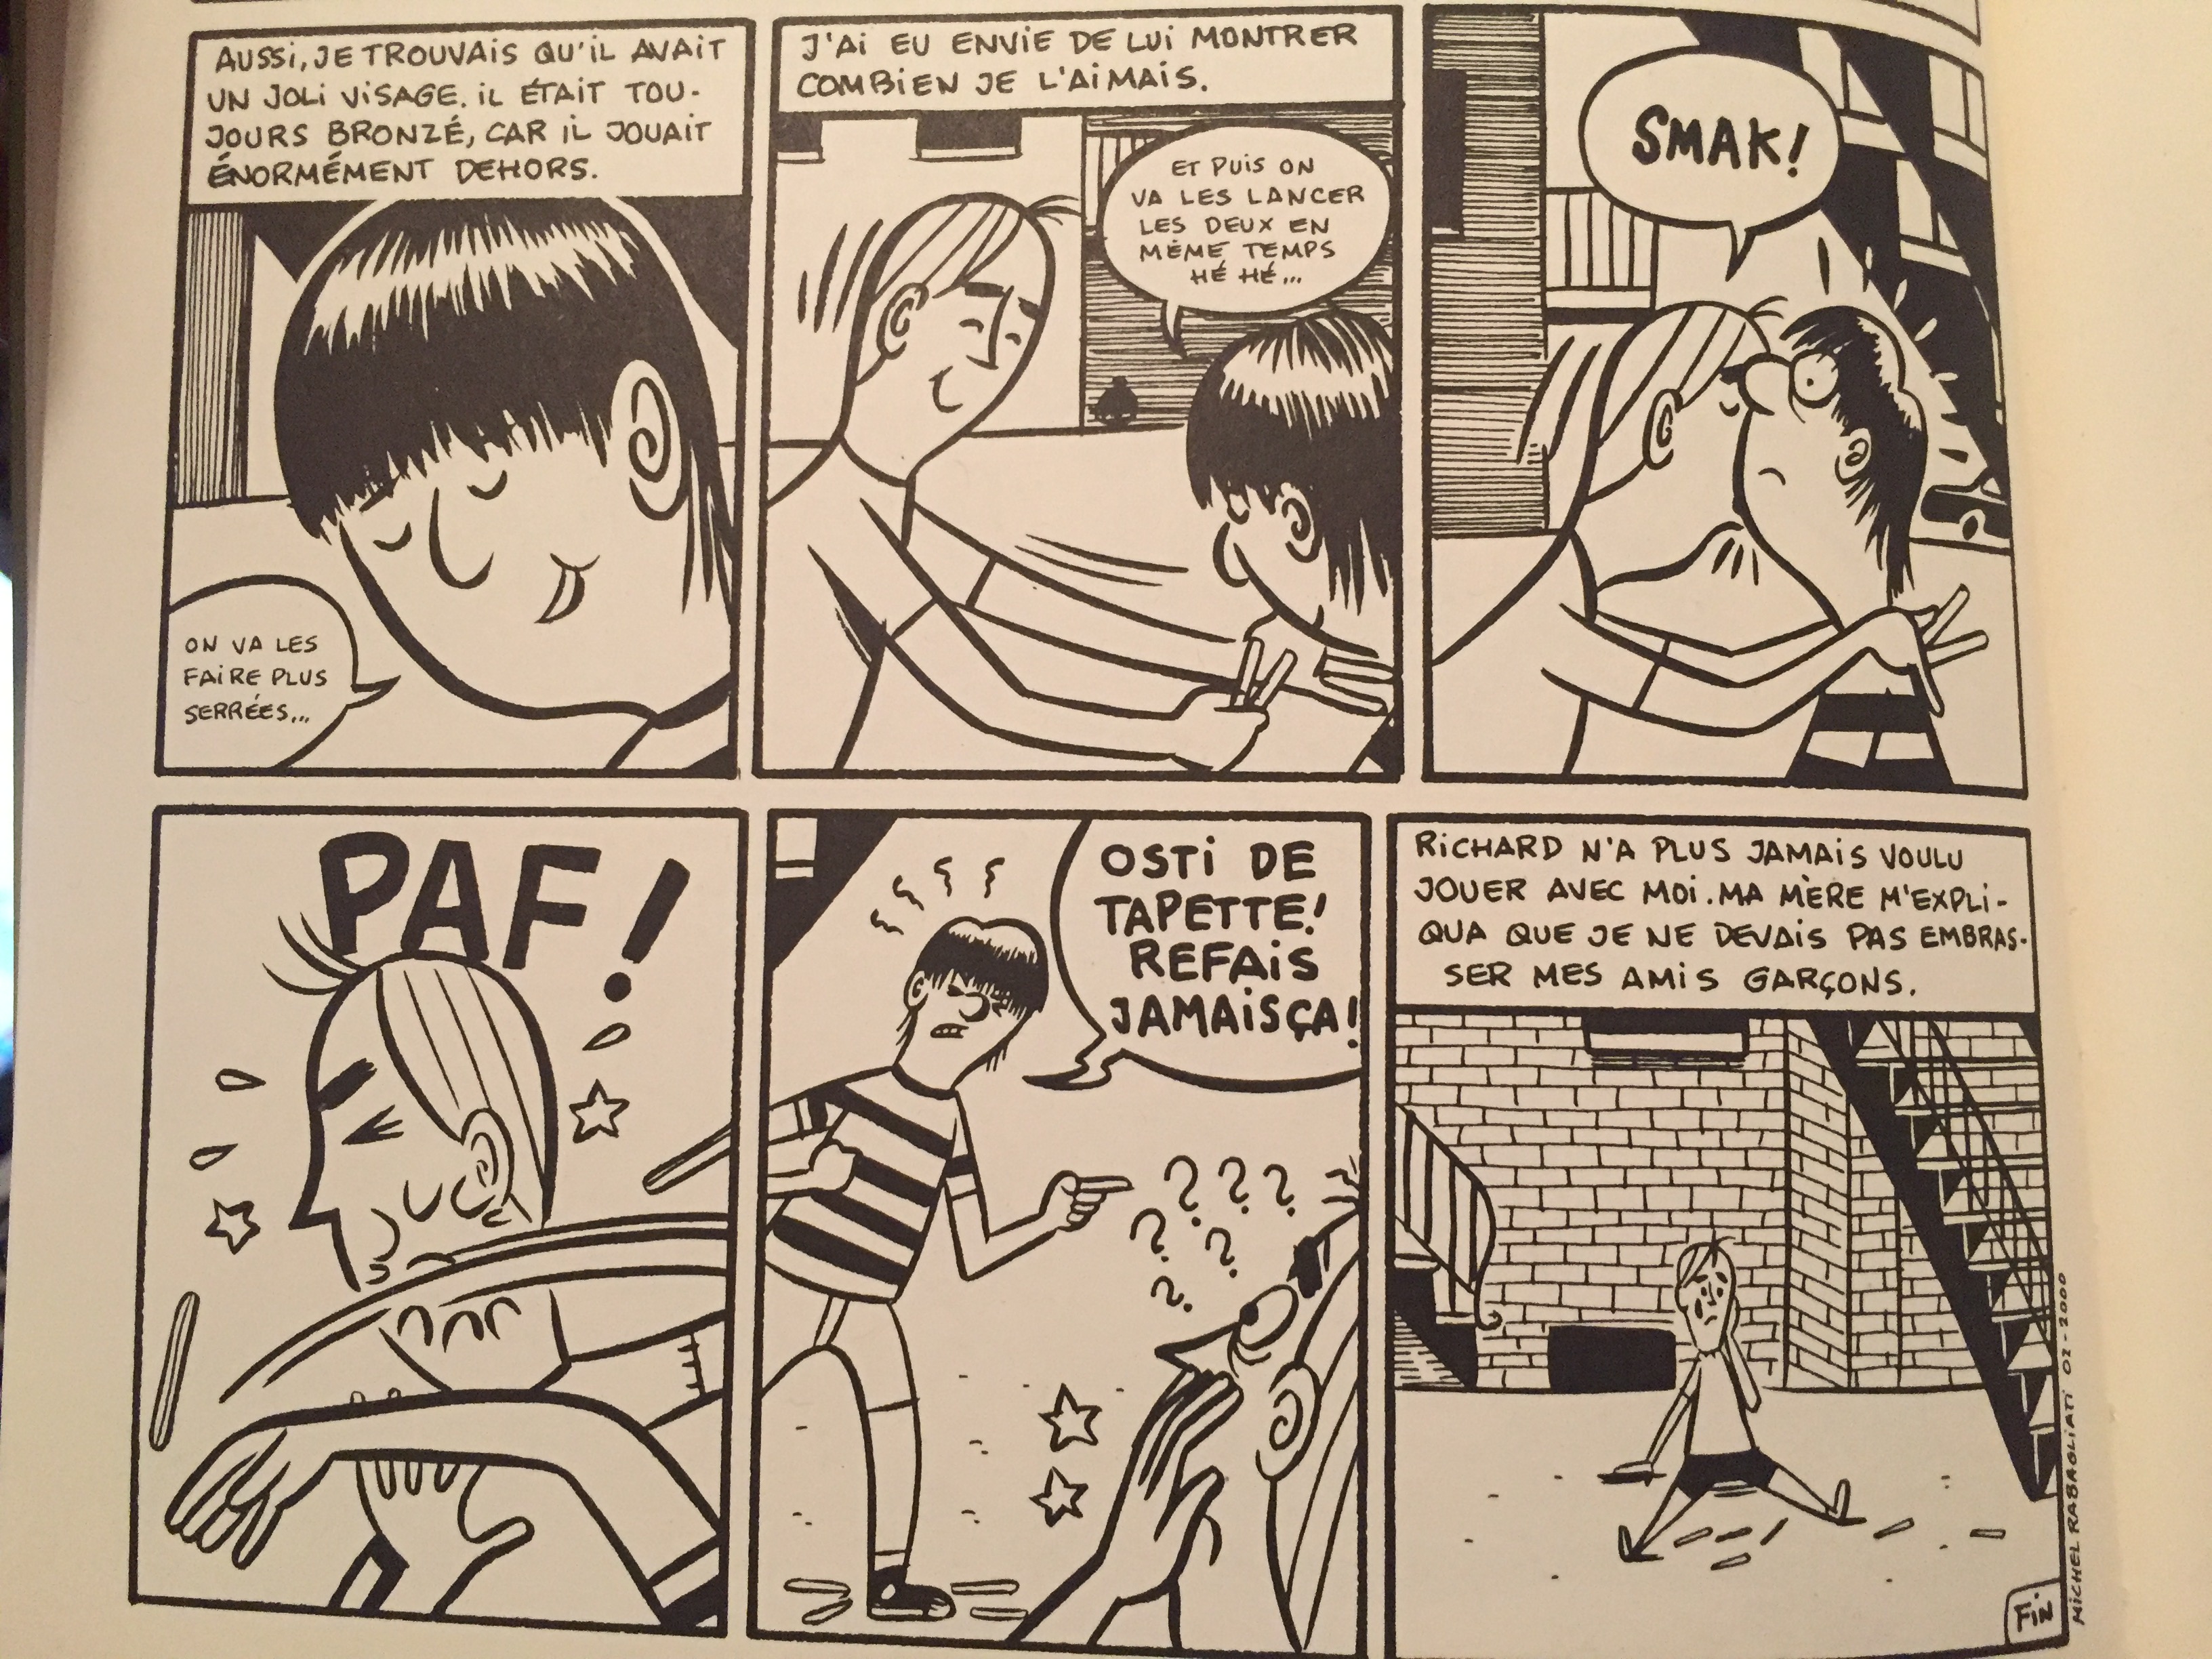 AUSSI, JE TROUVAIS QU'IL AVAIT
UN JOLI VISAGE. IL ÉTAIT TOU-
JOURS BRONZÉ, CAR IL JOUAIT
ÉNORMÉMENT DEHORS.
ON VA LES
FAIRE PLUS
SERRÉES...
J'AI EU ENVIE DE LUI MONTRER
COMBIEN JE L'AIMAIS.
ET PUIS ON
VA LES LANCER
LES DEUX EN
MÊME TEMPS
HÉ HÉ...
SMAK!
PAF!
OSTI DE
TAPETTE!
REFAIS
JAMAIS ÇA!
? ? ?
? ?
?
RICHARD N'A PLUS JAMAIS VOULU
JOUER AVEC MOI. MA MÈRE M'EXPLI-
QUA QUE JE NE DEVAIS PAS EMBRAS-
SER MES AMIS GARÇONS.
FIN
MICHEL RABAGLIATI 02-2000